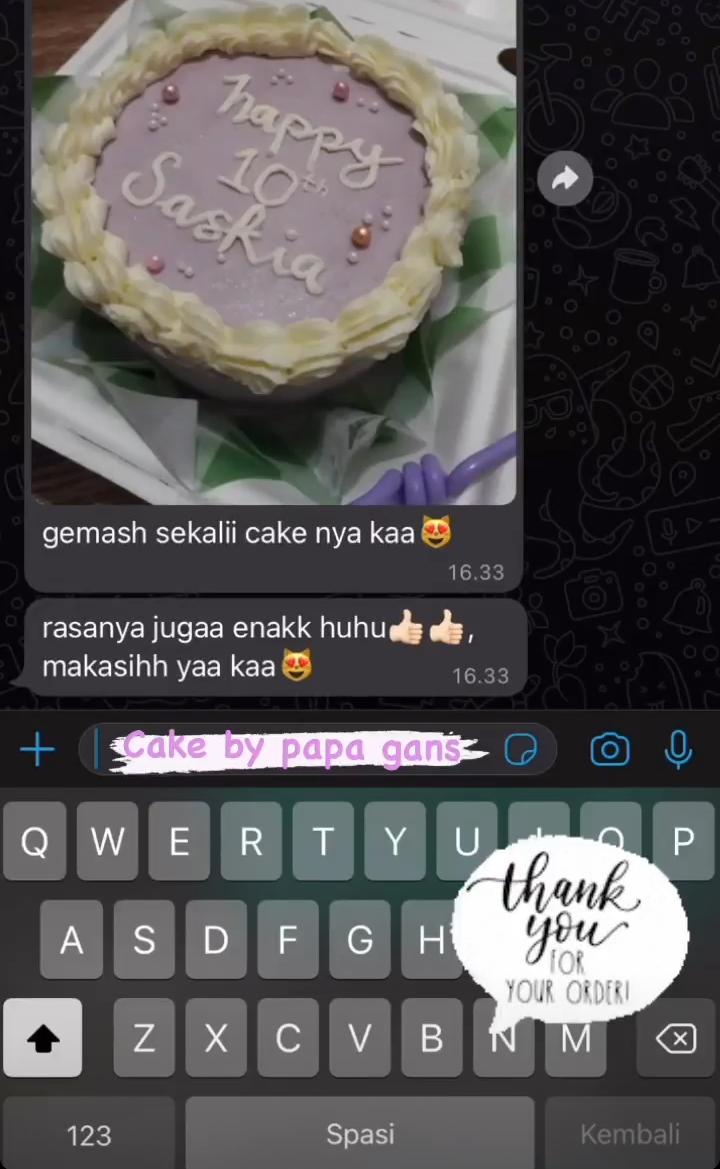 happy
10th
Saskia
gemash sekalii cake nya kaa😻
16.33
rasanya jugaa enakk huhu👍🏻👍🏻,
makasihh yaa kaa😻
16.33
Cake by papa gans
Q W E R T Y U O P
A S D F G H
thank
you
FOR
YOUR ORDER!
Z X C V B N M
123 Spasi Kembali